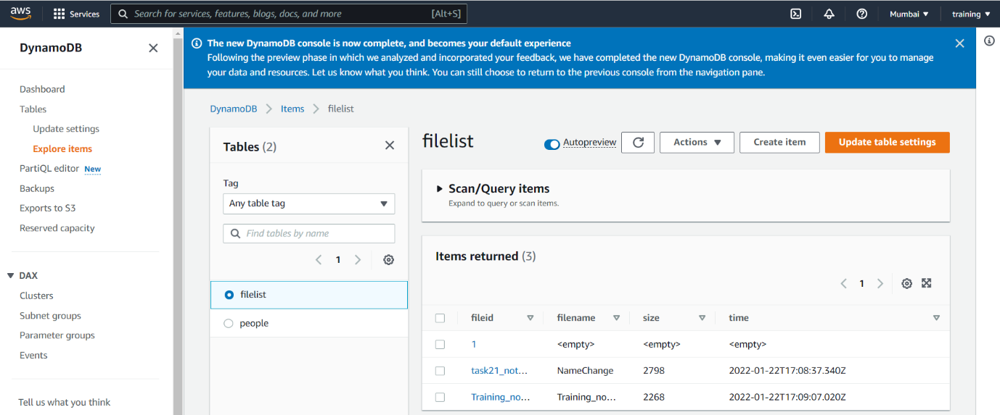 aws Services Search for services, features, blogs, docs, and more [Alt+S] Mumbai training
DynamoDB
Dashboard
Tables
Update settings
Explore items
PartiQL editor New
Backups
Exports to S3
Reserved capacity
DAX
Clusters
Subnet groups
Parameter groups
Events
Tell us what you think
The new DynamoDB console is now complete, and becomes your default experience
Following the preview phase in which we analyzed and incorporated your feedback, we have completed the new DynamoDB console, making it even easier for you to manage
your data and resources. Let us know what you think. You can still choose to return to the previous console from the navigation pane.
DynamoDB Items filelist
Tables (2)
Tag
Any table tag
Find tables by name
1
filelist
people
filelist Autopreview Actions Create item Update table settings
Scan/Query items
Expand to query or scan items.
Items returned (3)
1
fileid filename size time
1 <empty> <empty> <empty>
task21_not... NameChange 2798 2022-01-22T17:08:37.340Z
Training_no... Training_no... 2268 2022-01-22T17:09:07.020Z